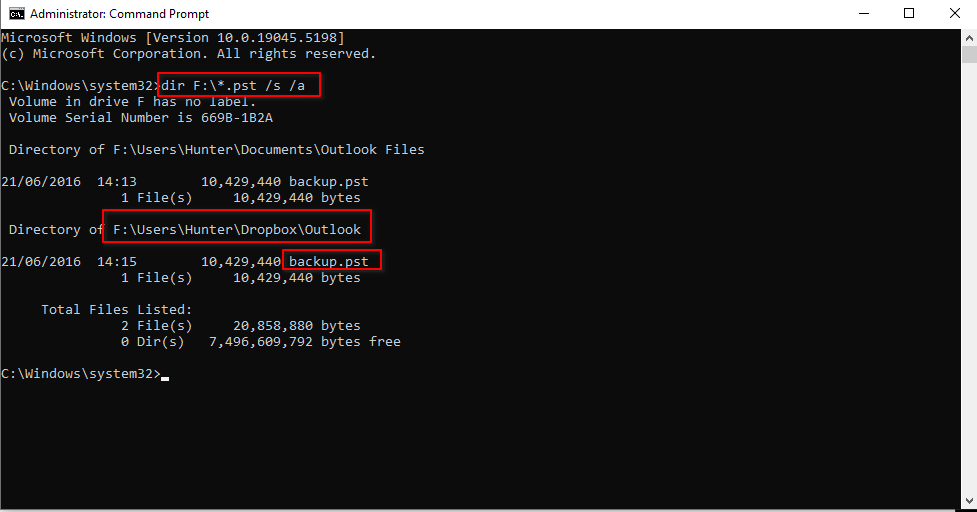 Administrator: Command Prompt
Microsoft Windows [Version 10.0.19045.5198]
(c) Microsoft Corporation. All rights reserved.
C:\Windows\system32>dir F:\*.pst /s /a
Volume in drive F has no label.
Volume Serial Number is 669B-1B2A
Directory of F:\Users\Hunter\Documents\Outlook Files
21/06/2016  14:13        10,429,440 backup.pst
1 File(s)     10,429,440 bytes
Directory of F:\Users\Hunter\Dropbox\Outlook
21/06/2016  14:15        10,429,440 backup.pst
1 File(s)     10,429,440 bytes
Total Files Listed:
2 File(s)     20,858,880 bytes
0 Dir(s)   7,496,609,792 bytes free
C:\Windows\system32>